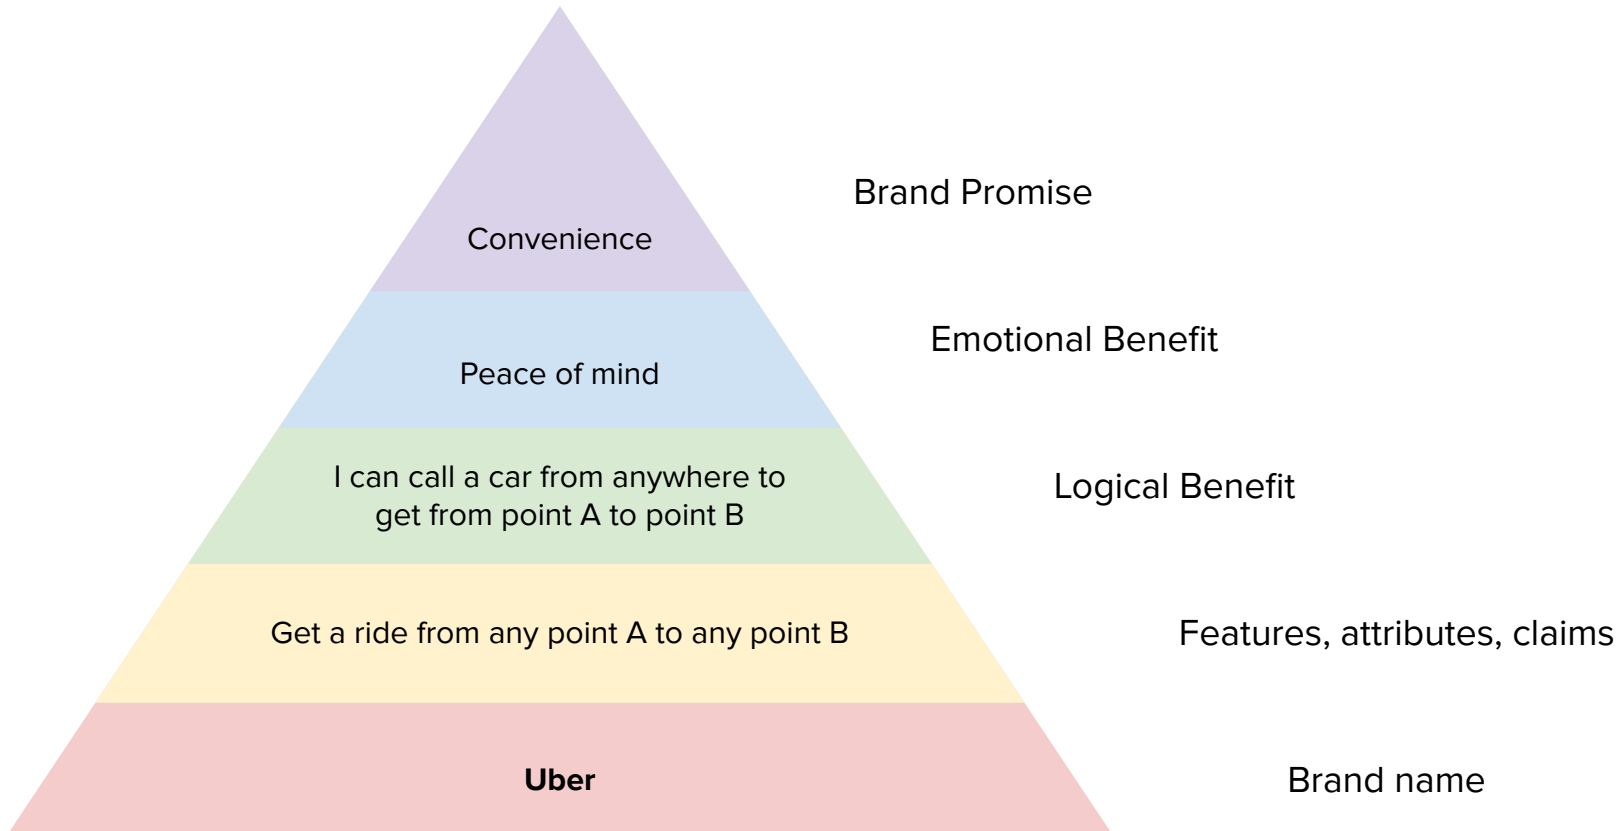 Brand Promise
Convenience
Emotional Benefit
Peace of mind
I can call a car from anywhere to
get from point A to point B
Logical Benefit
Get a ride from any point A to any point B
Features, attributes, claims
Uber
Brand name